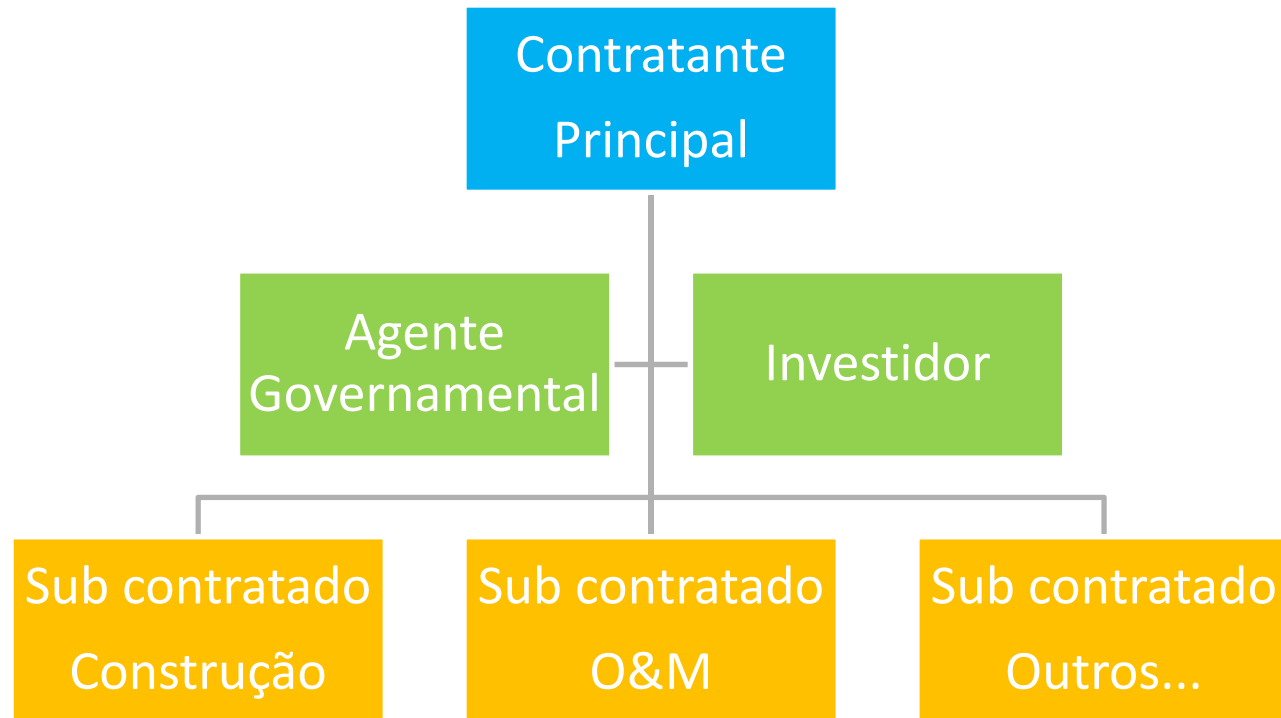 Contratante
Principal
Agente
Governamental
Investidor
Sub contratado
Construção
Sub contratado
O&M
Sub contratado
Outros...